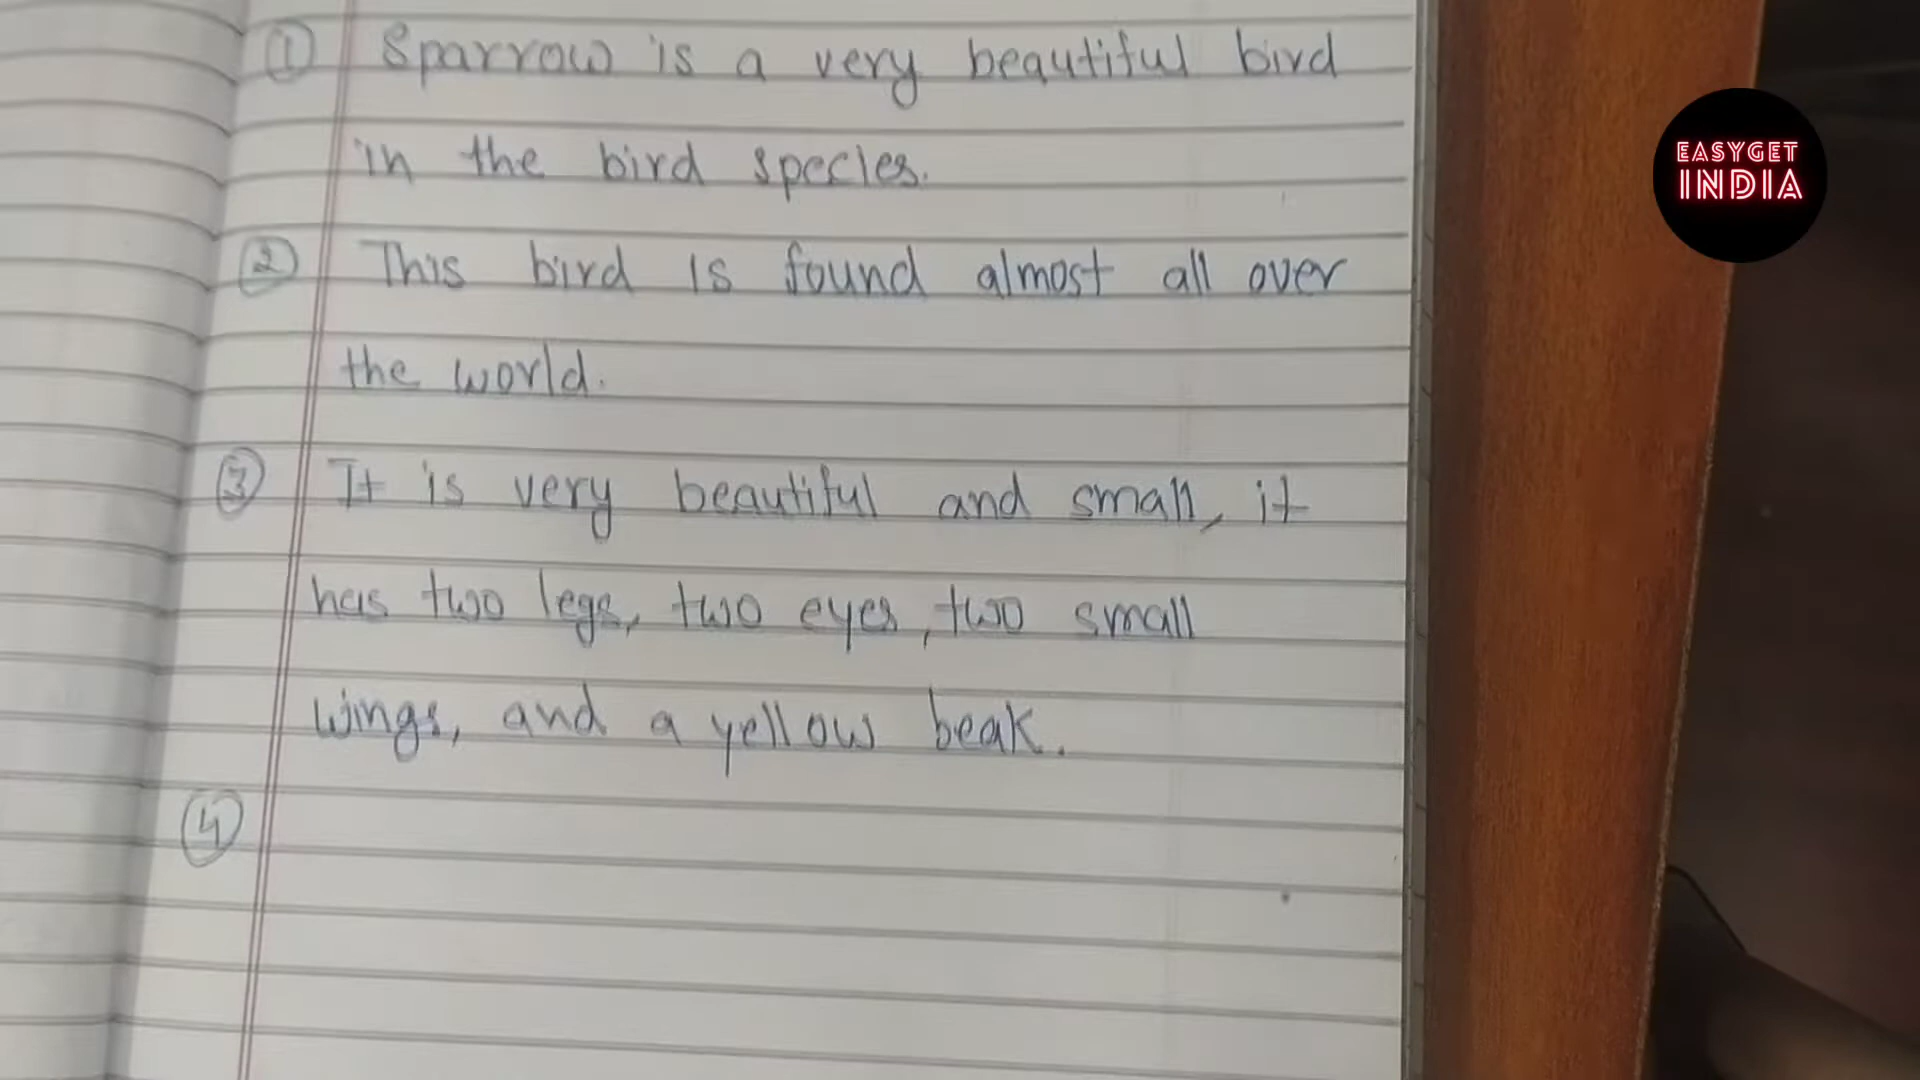 ① Sparrow is a very beautiful bird
in the bird species.
② This bird is found almost all over
the world.
③ It is very beautiful and small, it
has two legs, two eyes, two small
wings, and a yellow beak.
④
EASYGET
INDIA